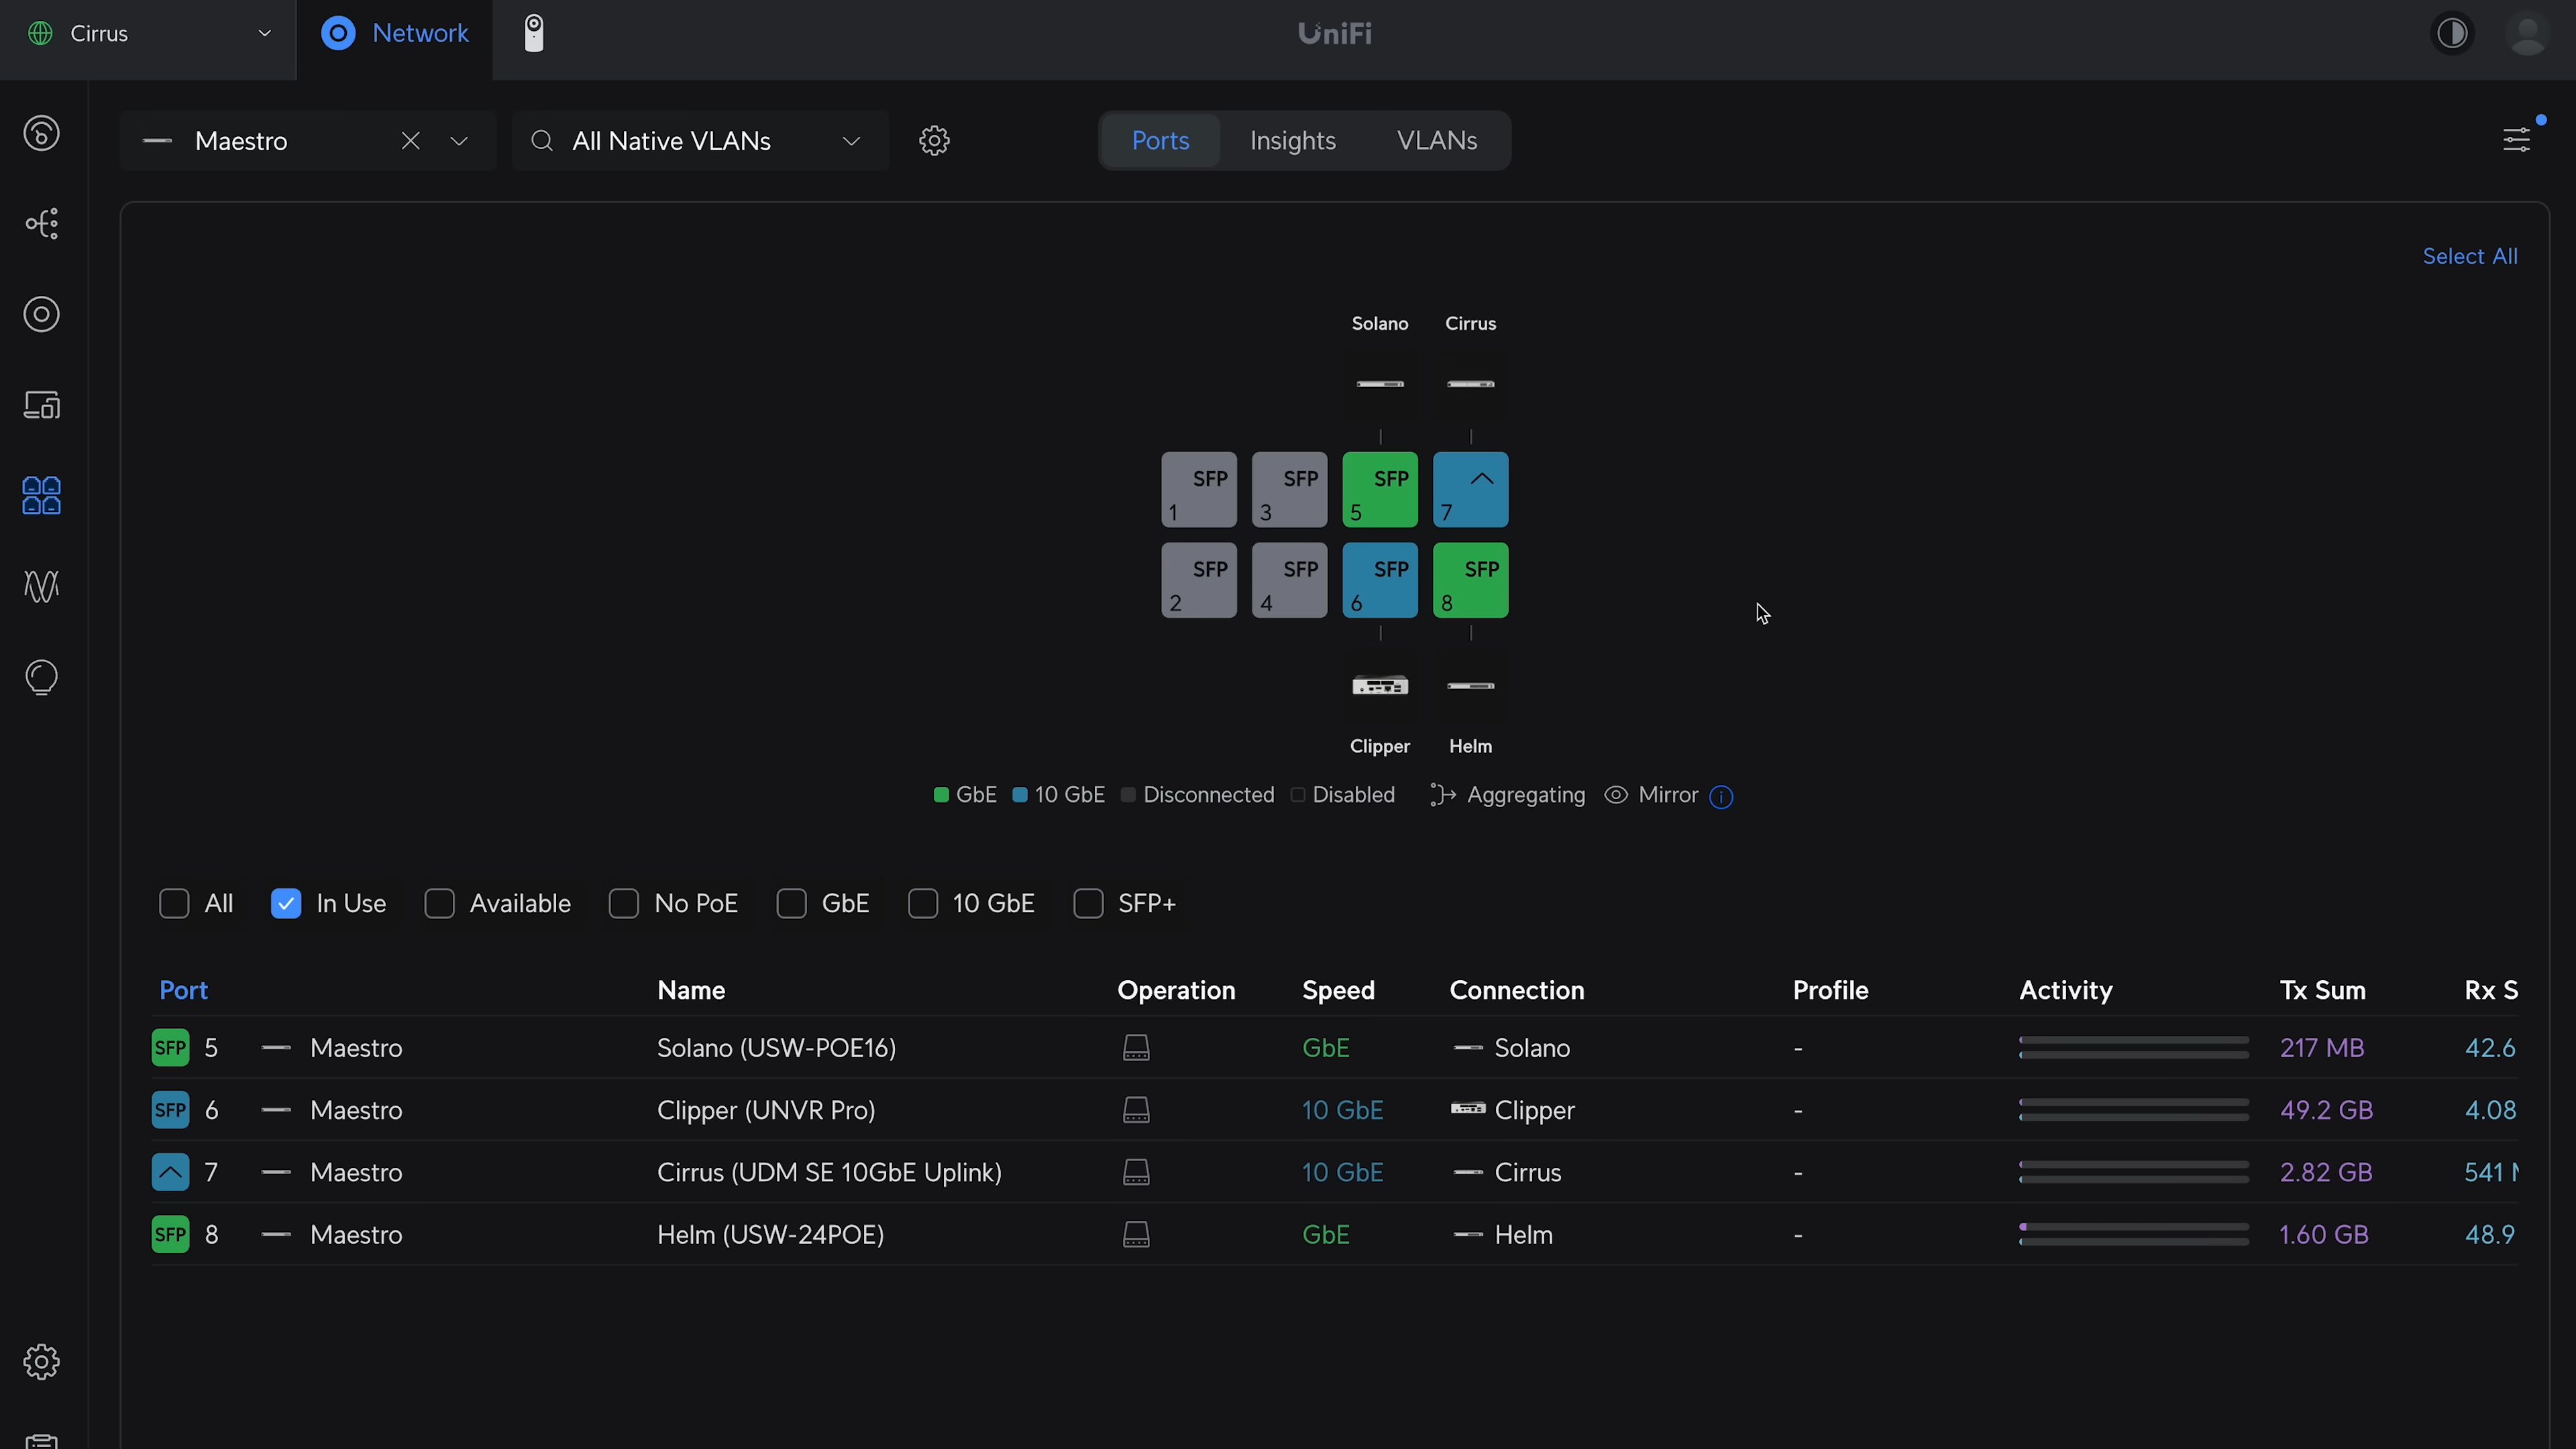 Cirrus Network UniFi
Maestro All Native VLANs Ports Insights VLANs
Select All
Solano Cirrus
SFP SFP SFP
1 3 5 7
SFP SFP SFP SFP
2 4 6 8
Clipper Helm
GbE 10 GbE Disconnected Disabled Aggregating Mirror
All In Use Available No PoE GbE 10 GbE SFP+
Port Name Operation Speed Connection Profile Activity Tx Sum Rx S
SFP 5 Maestro Solano (USW-POE16) GbE Solano - 217 MB 42.6
SFP 6 Maestro Clipper (UNVR Pro) 10 GbE Clipper - 49.2 GB 4.08
7 Maestro Cirrus (UDM SE 10GbE Uplink) 10 GbE Cirrus - 2.82 GB 541
SFP 8 Maestro Helm (USW-24POE) GbE Helm - 1.60 GB 48.9